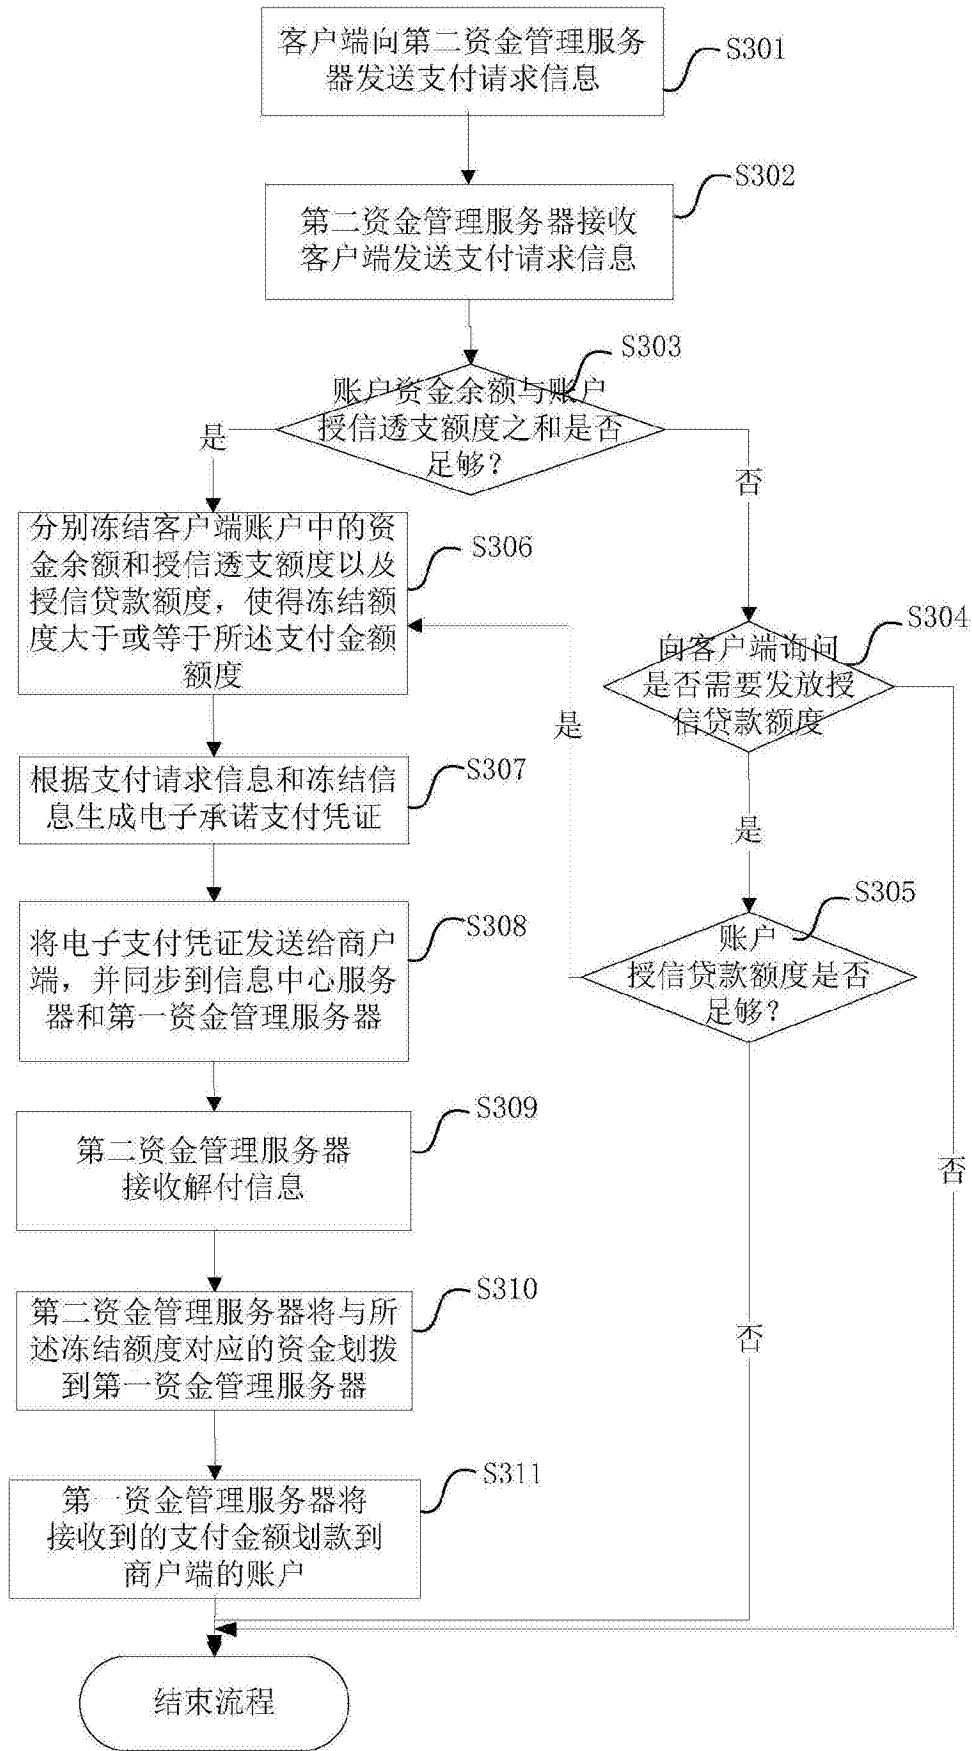 客户端向第二资金管理服务
器发送支付请求信息
S301
第二资金管理服务器接收
客户端发送支付请求信息
S302
账户资金余额与账户
授信透支额度之和是否
足够？
S303
是
否
分别冻结客户端账户中的资
金余额和授信透支额度以及
授信贷款额度，使得冻结额
度大于或等于所述支付金额
额度
S306
向客户端询问
是否需要发放授
信贷款额度
S304
是
是
根据支付请求信息和冻结信
息生成电子承诺支付凭证
S307
账户
授信贷款额度是否
足够？
S305
将电子支付凭证发送给商户
端，并同步到信息中心服务
器和第一资金管理服务器
S308
第二资金管理服务器
接收解付信息
S309
否
第二资金管理服务器将与所
述冻结额度对应的资金划拨
到第一资金管理服务器
S310
否
第一资金管理服务器将
接收到的支付金额划款到
商户端的账户
S311
结束流程